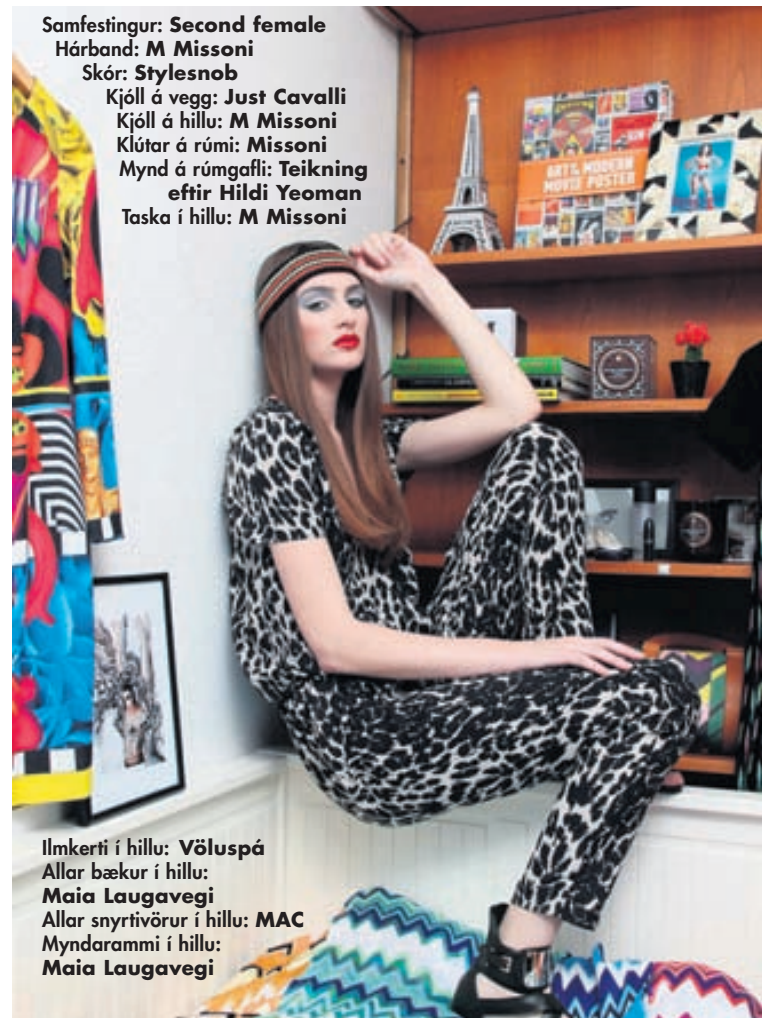 Samfestingur: Second female
Hárband: M Missoni
Skór: Stylesnob
Kjóll á vegg: Just Cavalli
Kjóll á hillu: M Missoni
Klútar á rúmi: Missoni
Mynd á rúmgafli: Teikning
eftir Hildi Yeoman
Taska í hillu: M Missoni
ART OF THE MODERN
MOVIE POSTER
Ilmkerti í hillu: Völuspá
Allar bækur í hillu:
Maia Laugavegi
Allar snyrtivörur í hillu: MAC
Myndarammi í hillu:
Maia Laugavegi